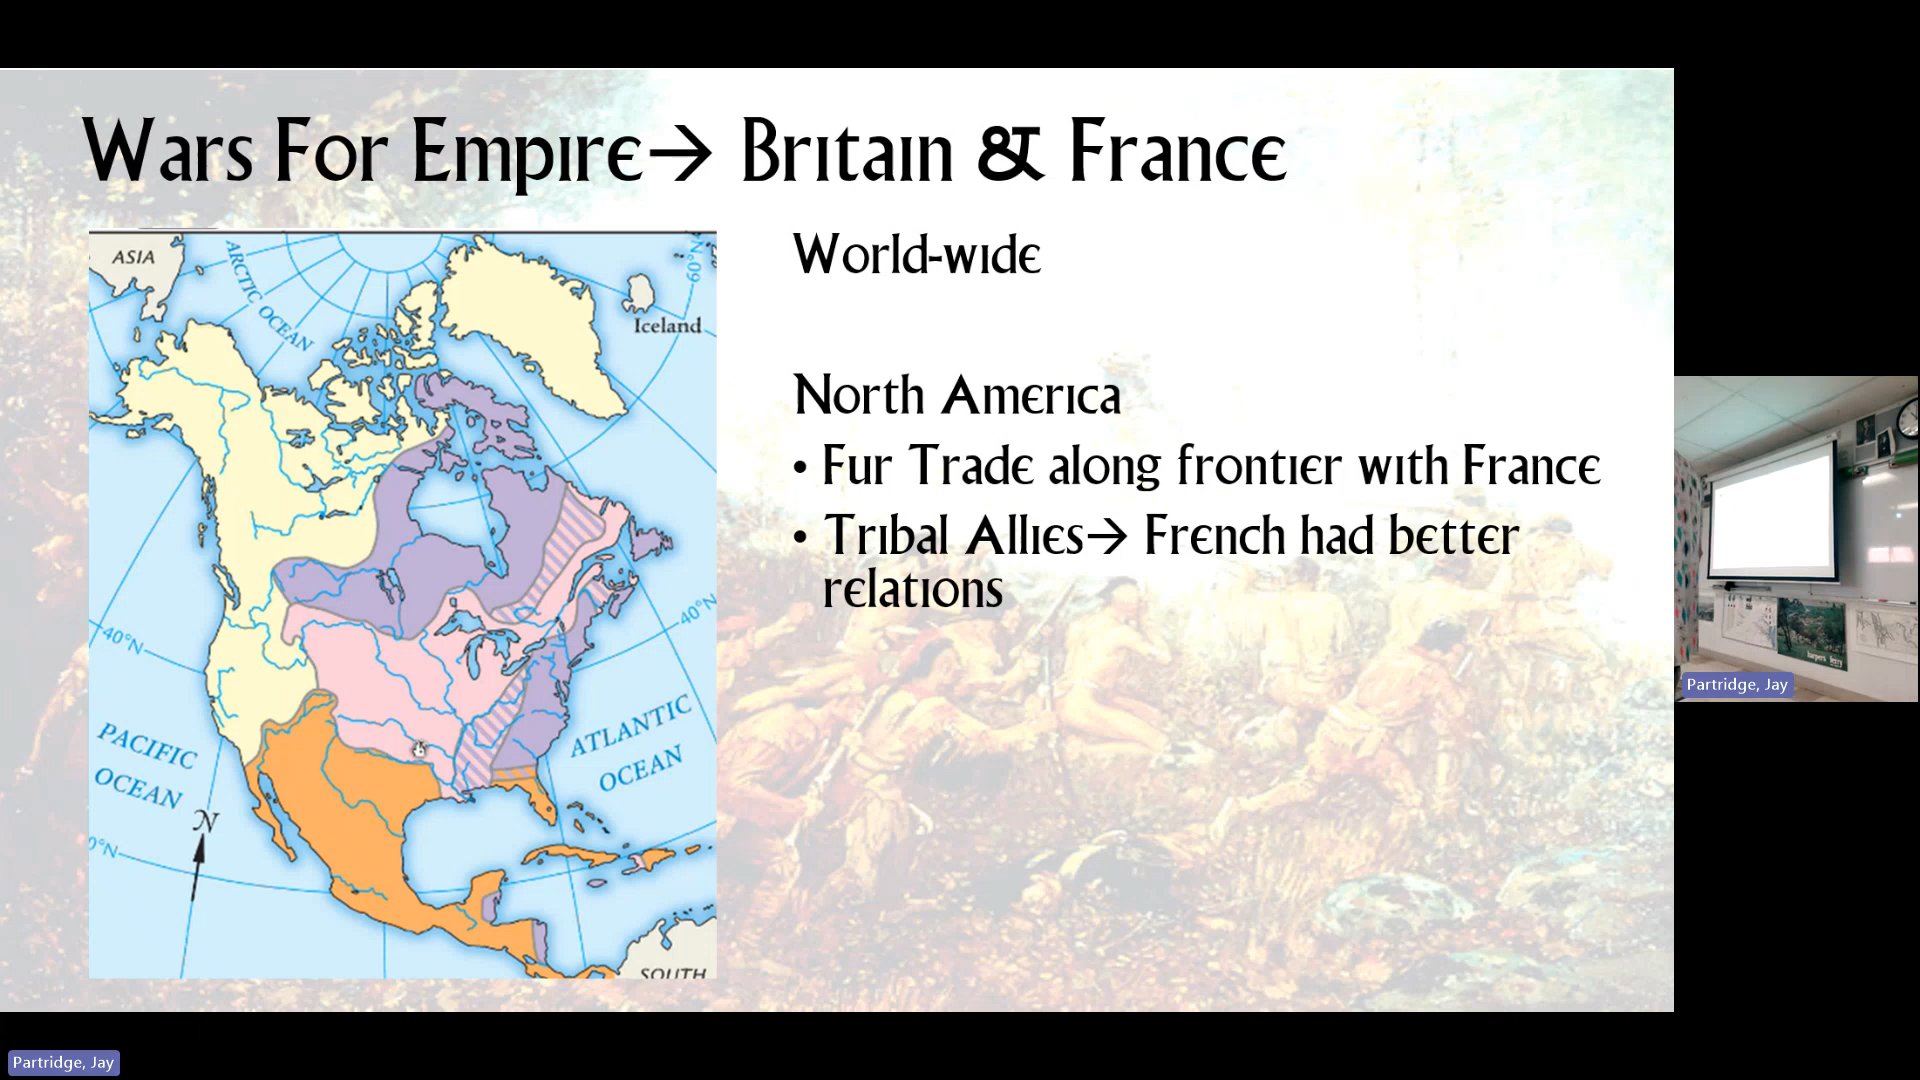 Wars For Empire→ Britain & France
ASIA
ARCTIC OCEAN
60°N
Iceland
40°N
40°N
PACIFIC
OCEAN
ATLANTIC
OCEAN
N
0°N
SOUTH
World-wide
North America
• Fur Trade along frontier with France
• Tribal Allies→ French had better
relations
harpers ferry
Partridge, Jay
Partridge, Jay